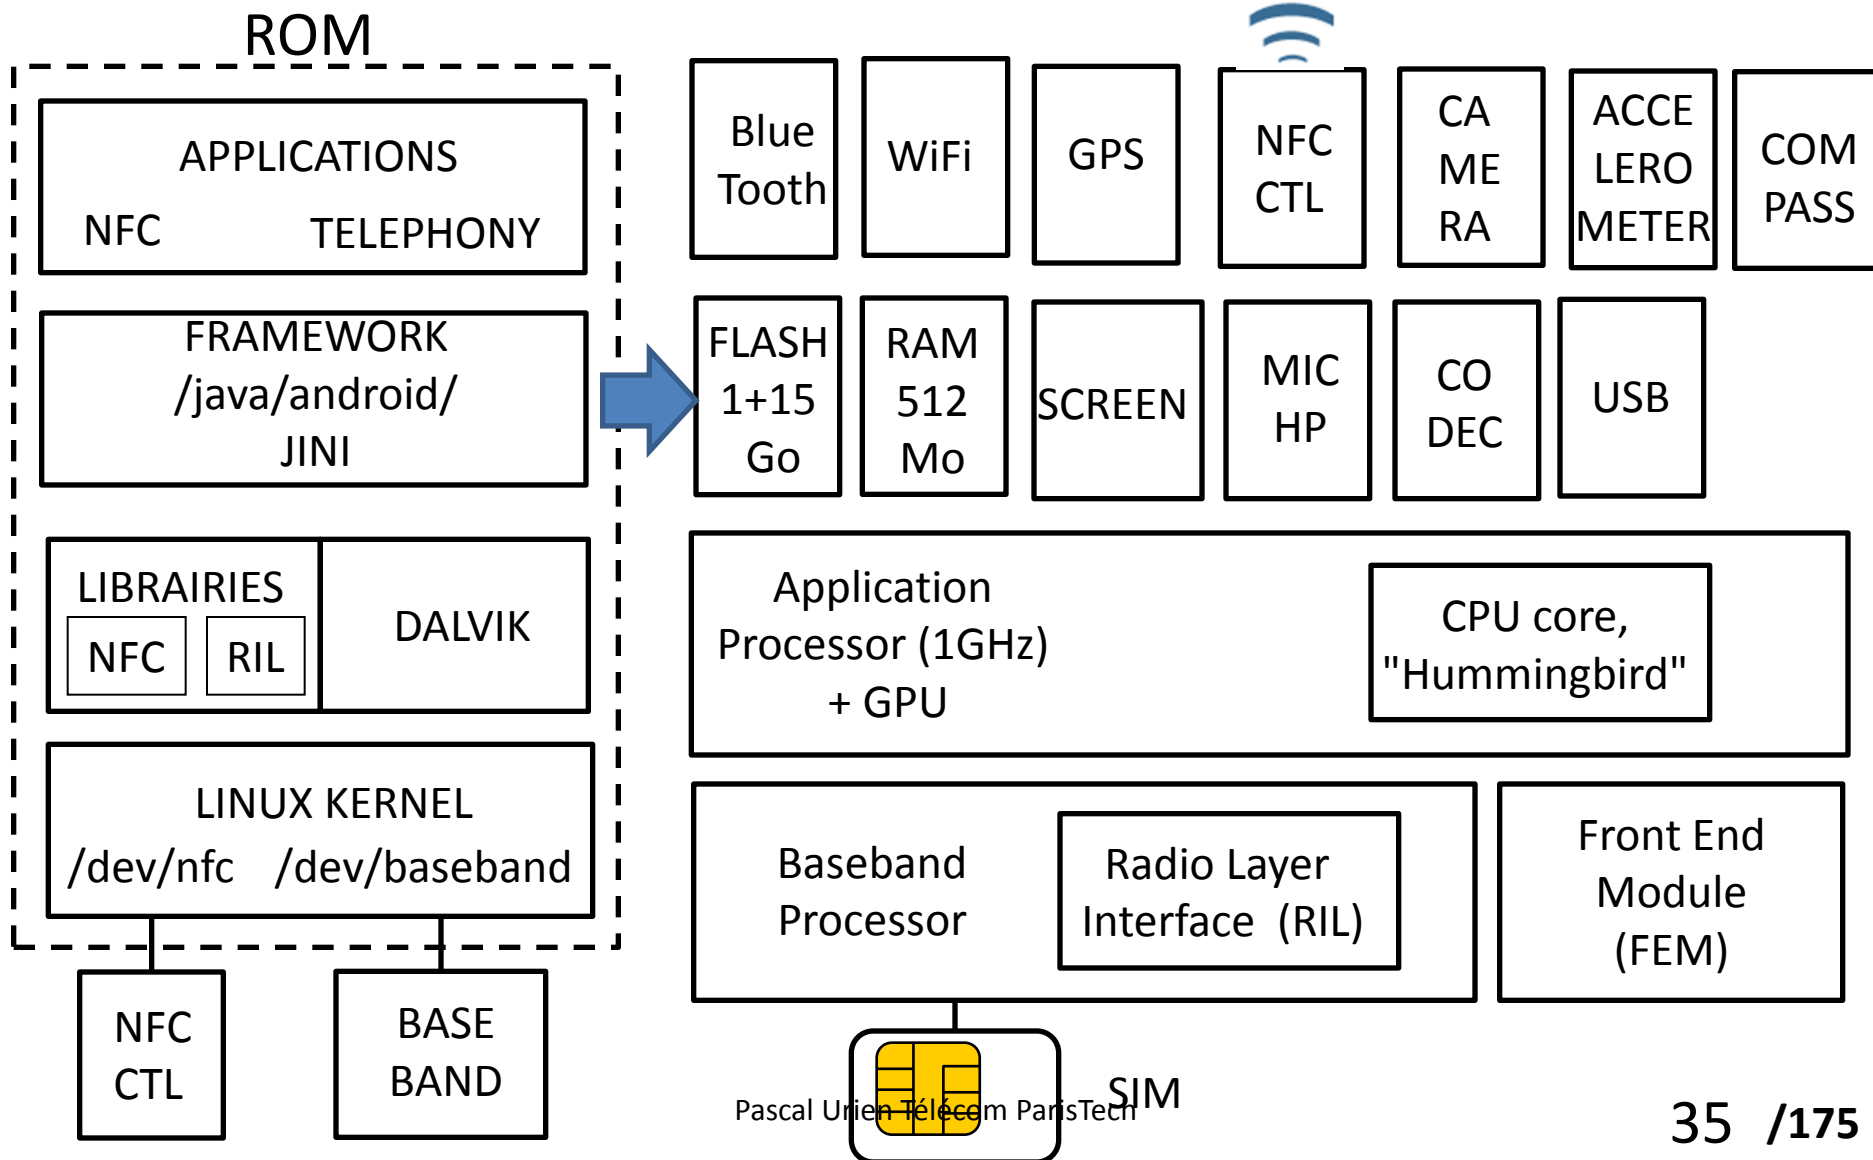 ROM
APPLICATIONS
NFC
TELEPHONY
FRAMEWORK
/java/android/
JINI
LIBRAIRIES
NFC
RIL
DALVIK
LINUX KERNEL
/dev/nfc
/dev/baseband
NFC
CTL
BASE
BAND
Blue
Tooth
WiFi
GPS
NFC
CTL
CA
ME
RA
ACCE
LERO
METER
COM
PASS
FLASH
1+15
Go
RAM
512
Mo
SCREEN
MIC
HP
CO
DEC
USB
Application
Processor (1GHz)
+ GPU
CPU core,
"Hummingbird"
Baseband
Processor
Radio Layer
Interface (RIL)
Front End
Module
(FEM)
SIM
Pascal Urien Télécom ParisTech
35 /175